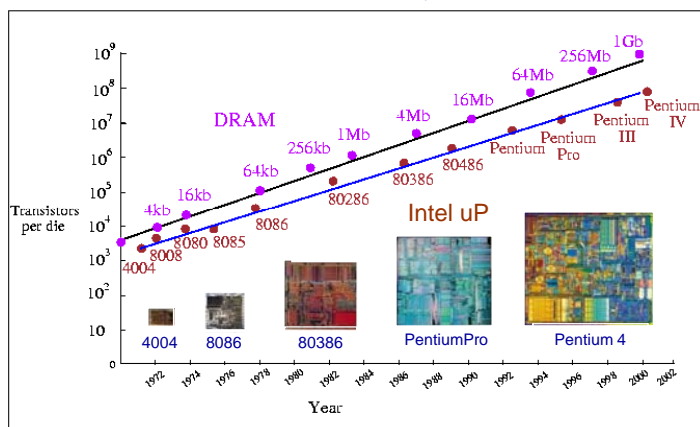 10⁹
10⁸
10⁷
10⁶
10⁵
10⁴
10³
10²
10
0
Transistors
per die
DRAM
4kb
16kb
64kb
256kb
1Mb
4Mb
16Mb
64Mb
256Mb
1Gb
4004
8008
8080
8085
8086
80286
80386
80486
Pentium
Pentium
Pro
Pentium
III
Pentium
IV
Intel uP
4004
8086
80386
PentiumPro
Pentium 4
1972
1974
1976
1978
1980
1982
1984
1986
1988
1990
1992
1994
1996
1998
2000
2002
Year